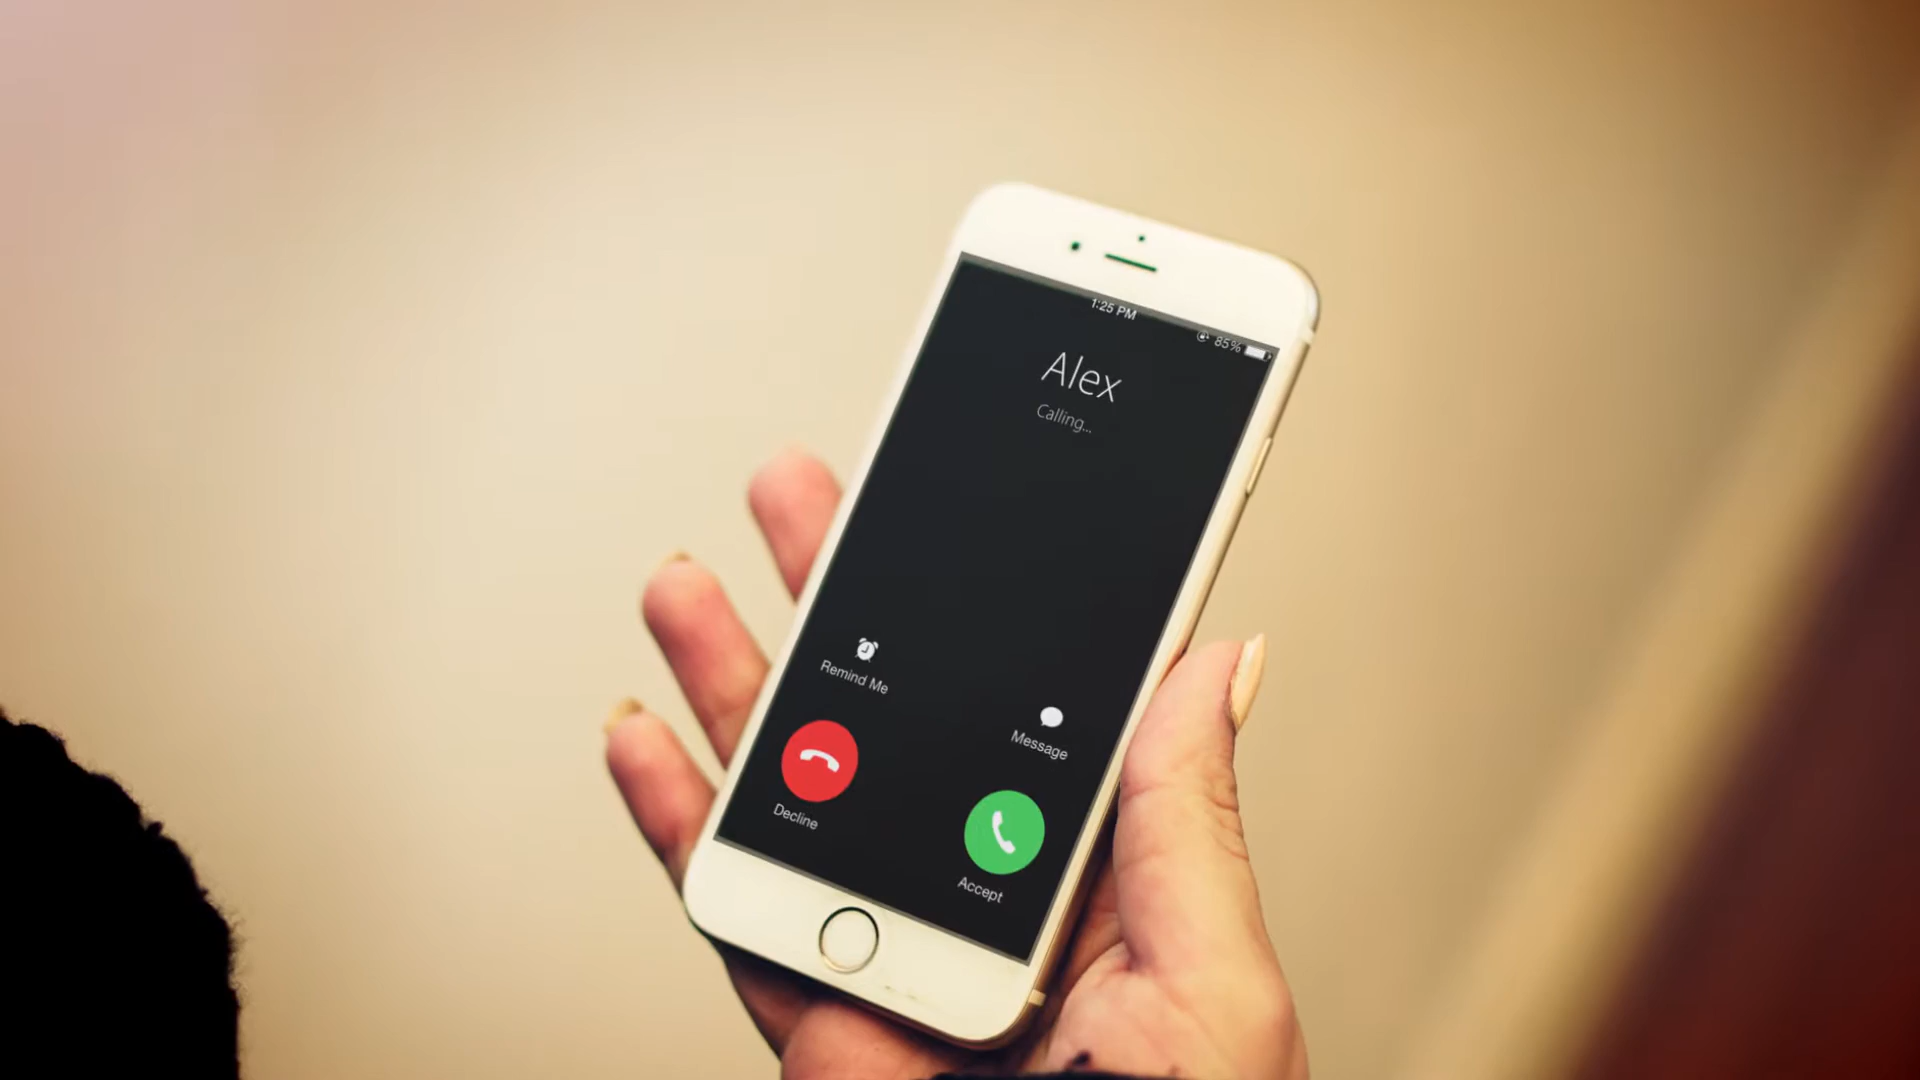 1:25 PM
85%
Alex
Calling...
Remind Me
Message
Decline
Accept